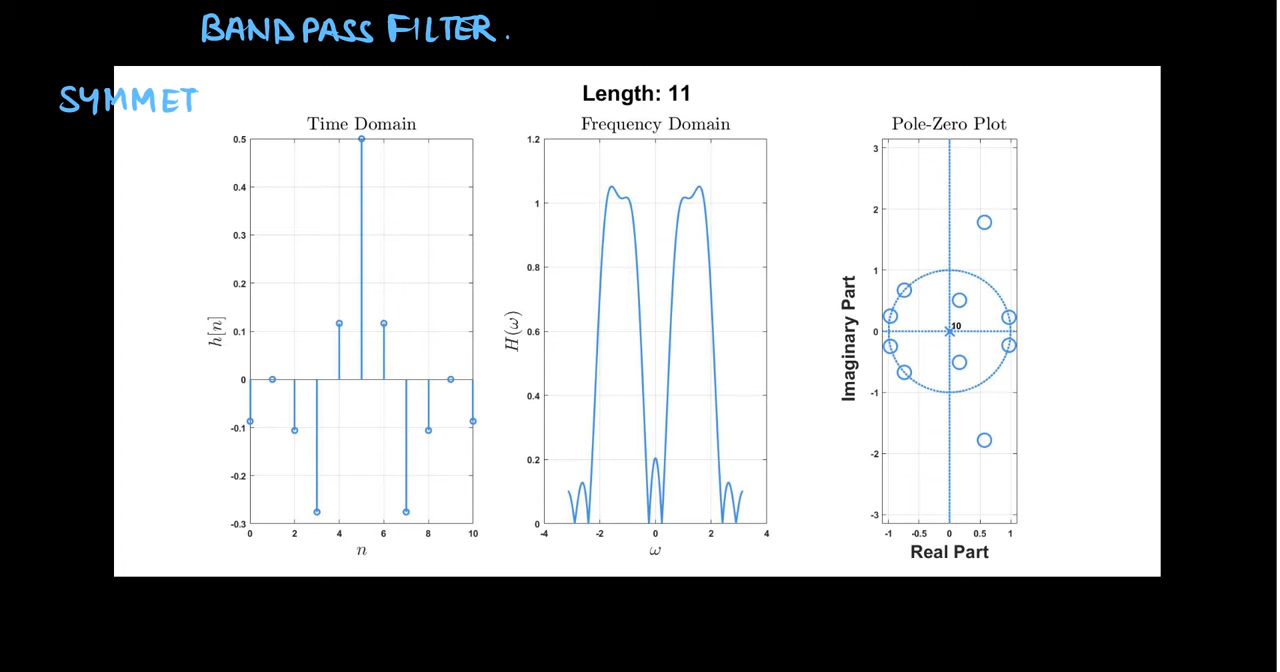 BANDPASS FILTER.
SYMMET
Length: 11
Time Domain
0.5
0.4
0.3
0.2
0.1
0
-0.1
-0.2
-0.3
0 2 4 6 8 10
h[n]
n
Frequency Domain
1.2
1
0.8
0.6
0.4
0.2
0
-4 -2 0 2 4
H(ω)
ω
Pole-Zero Plot
3
2
1
0
-1
-2
-3
10
-1 -0.5 0 0.5 1
Imaginary Part
Real Part